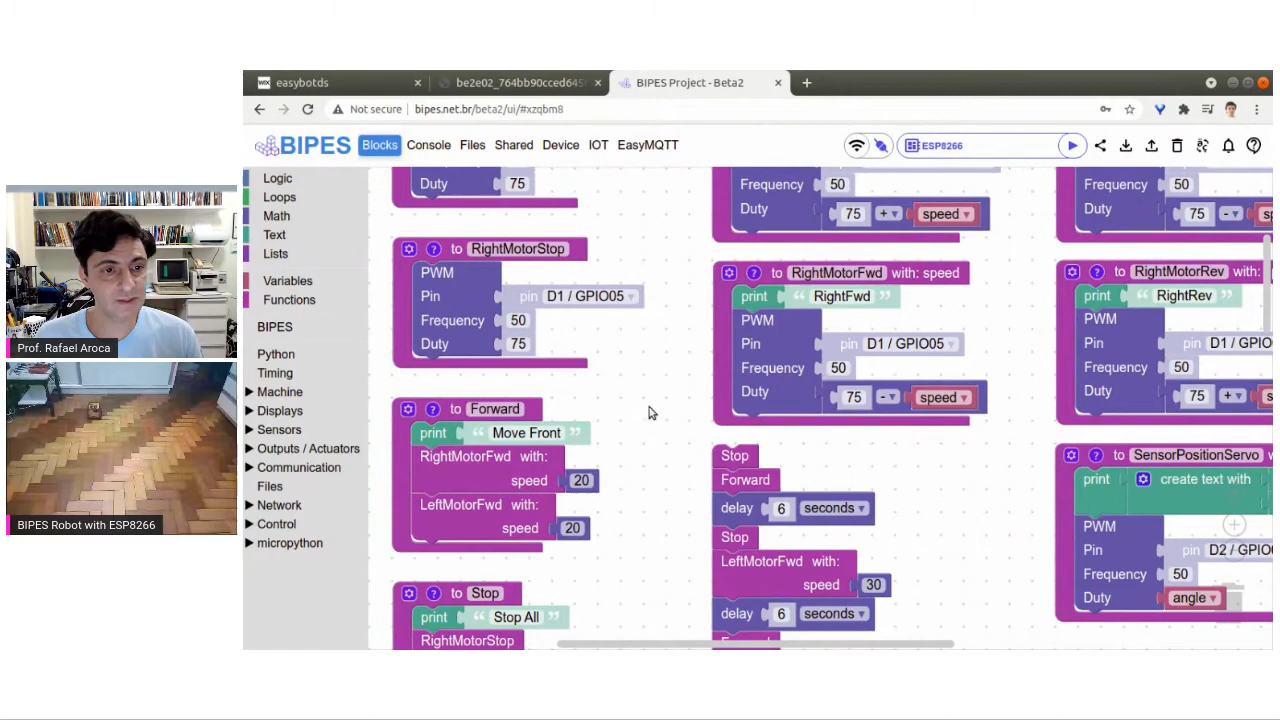 WIX easybot.ds
be2e02_764bb90cced645
BIPES Project - Beta2
Not secure
bipes.net.br/beta2/ui/#xzqbm8
BIPES
Blocks
Console
Files
Shared
Device
IOT
EasyMQTT
ESP8266
Logic
Loops
Math
Text
Lists
Variables
Functions
BIPES
Python
Timing
Machine
Displays
Sensors
Outputs / Actuators
Communication
Files
Network
Control
micropython
Duty 75
to RightMotorStop
PWM
Pin pin D1 / GPIO05
Frequency 50
Duty 75
to Forward
print “ Move Front ”
RightMotorFwd with:
speed 20
LeftMotorFwd with:
speed 20
to Stop
print “ Stop All ”
RightMotorStop
Frequency 50
Duty 75 + speed
to RightMotorFwd with: speed
print “ RightFwd ”
PWM
Pin pin D1 / GPIO05
Frequency 50
Duty 75 - speed
Stop
Forward
delay 6 seconds
Stop
LeftMotorFwd with:
speed 30
delay 6 seconds
Frequency 50
Duty 75 -
to RightMotorRev with:
print “ RightRev ”
PWM
Pin pin D1 / GPIO0
Frequency 50
Duty 75 +
to SensorPositionServo
print create text with
PWM
Pin pin D2 / GPIO
Frequency 50
Duty angle
Prof. Rafael Aroca
BIPES Robot with ESP8266